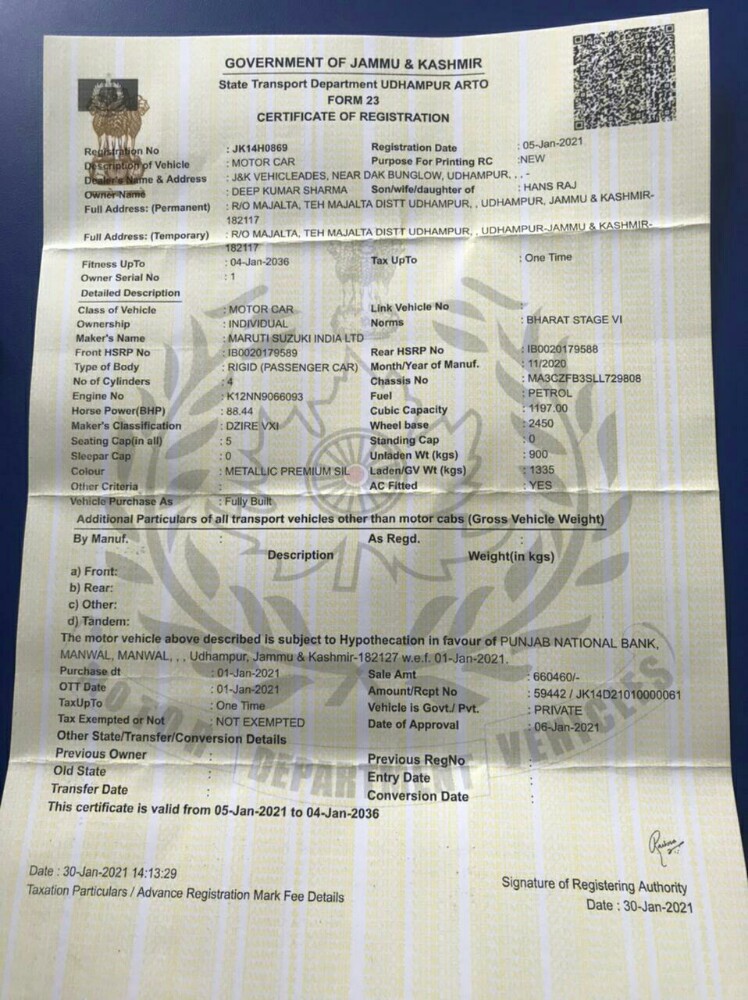 GOVERNMENT OF JAMMU & KASHMIR
State Transport Department UDHAMPUR ARTO
FORM 23
CERTIFICATE OF REGISTRATION
Registration No : JK14H0869 Registration Date : 05-Jan-2021
Description of Vehicle : MOTOR CAR Purpose For Printing RC :NEW
Dealer's Name & Address : J&K VEHICLEADES, NEAR DAK BUNGLOW, UDHAMPUR, , , -
Owner Name : DEEP KUMAR SHARMA Son/wife/daughter of : HANS RAJ
Full Address: (Permanent) : R/O MAJALTA, TEH MAJALTA DISTT UDHAMPUR, , UDHAMPUR, JAMMU & KASHMIR-
182117
Full Address: (Temporary) : R/O MAJALTA, TEH MAJALTA DISTT UDHAMPUR, , UDHAMPUR-JAMMU & KASHMIR-
182117
Fitness UpTo : 04-Jan-2036 Tax UpTo : One Time
Owner Serial No : 1
Detailed Description
Class of Vehicle : MOTOR CAR Link Vehicle No :
Ownership : INDIVIDUAL Norms : BHARAT STAGE VI
Maker's Name : MARUTI SUZUKI INDIA LTD
Front HSRP No : IB0020179589 Rear HSRP No : IB0020179588
Type of Body : RIGID (PASSENGER CAR) Month/Year of Manuf. : 11/2020
No of Cylinders : 4 Chassis No : MA3CZFB3SLL729808
Engine No : K12NN9066093 Fuel : PETROL
Horse Power(BHP) : 88.44 Cubic Capacity : 1197.00
Maker's Classification : DZIRE VXI Wheel base : 2450
Seating Cap(in all) : 5 Standing Cap : 0
Sleepar Cap : 0 Unladen Wt (kgs) : 900
Colour : METALLIC PREMIUM SIL Laden/GV Wt (kgs) : 1335
Other Criteria : AC Fitted : YES
Vehicle Purchase As : Fully Built
Additional Particulars of all transport vehicles other than motor cabs (Gross Vehicle Weight)
By Manuf. : As Regd. :
Description Weight(in kgs)
a) Front:
b) Rear:
c) Other:
d) Tandem:
The motor vehicle above described is subject to Hypothecation in favour of PUNJAB NATIONAL BANK,
MANWAL, MANWAL, , , Udhampur, Jammu & Kashmir-182127 w.e.f. 01-Jan-2021.
Purchase dt : 01-Jan-2021 Sale Amt : 660460/-
OTT Date : 01-Jan-2021 Amount/Rcpt No : 59442 / JK14D21010000061
TaxUpTo : One Time Vehicle is Govt./ Pvt. : PRIVATE
Tax Exempted or Not : NOT EXEMPTED Date of Approval : 06-Jan-2021
Other State/Transfer/Conversion Details
Previous Owner : Previous RegNo :
Old State : Entry Date :
Transfer Date : Conversion Date :
This certificate is valid from 05-Jan-2021 to 04-Jan-2036
MOTOR VEHICLES DEPARTMENT
Date : 30-Jan-2021 14:13:29
Taxation Particulars / Advance Registration Mark Fee Details
Signature of Registering Authority
Date : 30-Jan-2021